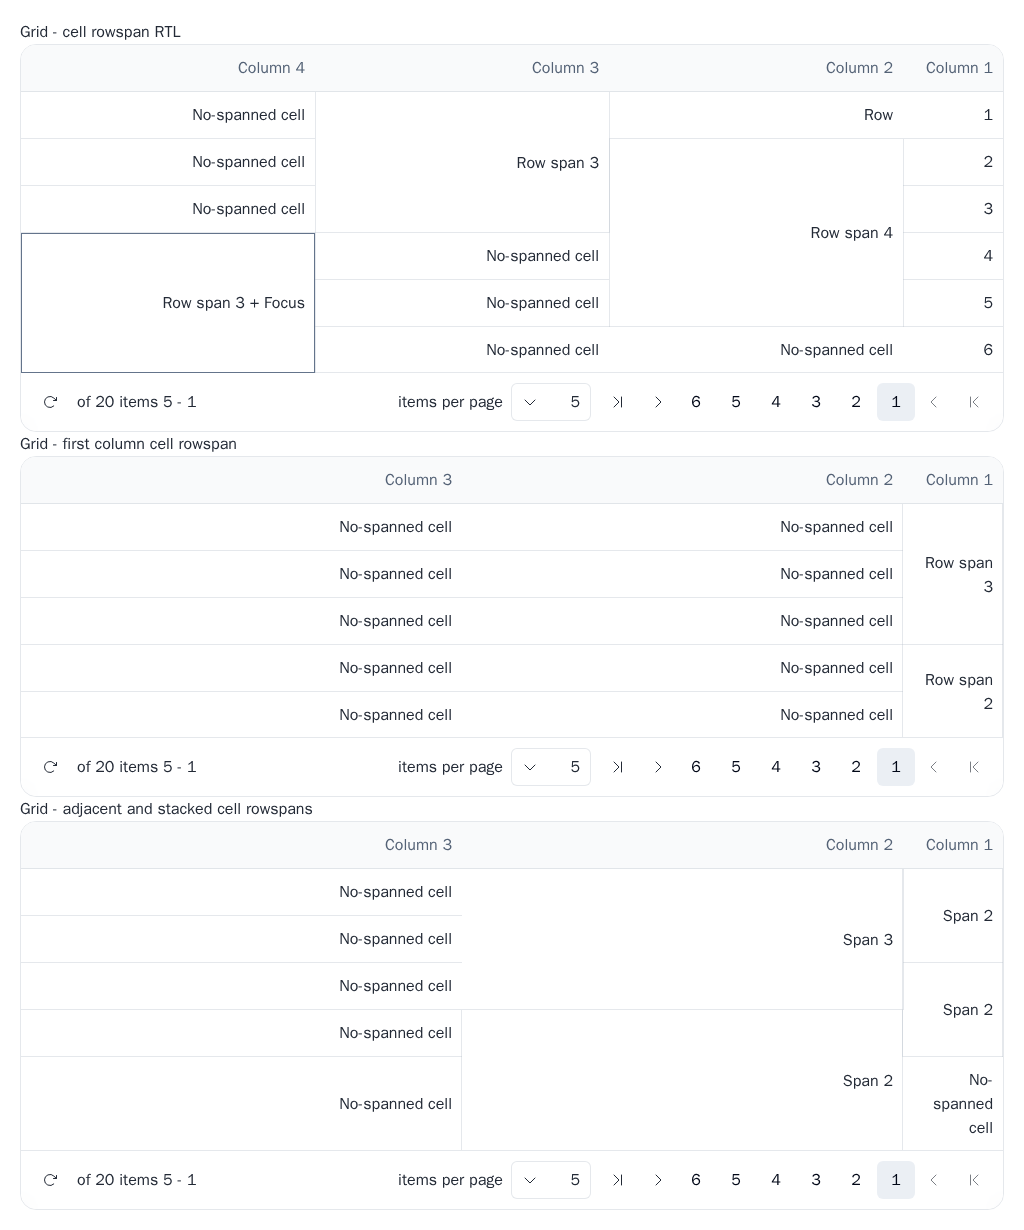 Grid - cell rowspan RTL
Column 4 Column 3 Column 2 Column 1
No-spanned cell Row 1
No-spanned cell Row span 3 2
No-spanned cell 3
Row span 4
No-spanned cell 4
Row span 3 + Focus No-spanned cell 5
No-spanned cell No-spanned cell 6
of 20 items 5 - 1 items per page 5 6 5 4 3 2 1
Grid - first column cell rowspan
Column 3 Column 2 Column 1
No-spanned cell No-spanned cell
Row span
No-spanned cell No-spanned cell
3
No-spanned cell No-spanned cell
No-spanned cell No-spanned cell
Row span
2
No-spanned cell No-spanned cell
of 20 items 5 - 1 items per page 5 6 5 4 3 2 1
Grid - adjacent and stacked cell rowspans
Column 3 Column 2 Column 1
No-spanned cell
Span 2
No-spanned cell Span 3
No-spanned cell
Span 2
No-spanned cell
Span 2 No-
No-spanned cell spanned
cell
of 20 items 5 - 1 items per page 5 6 5 4 3 2 1